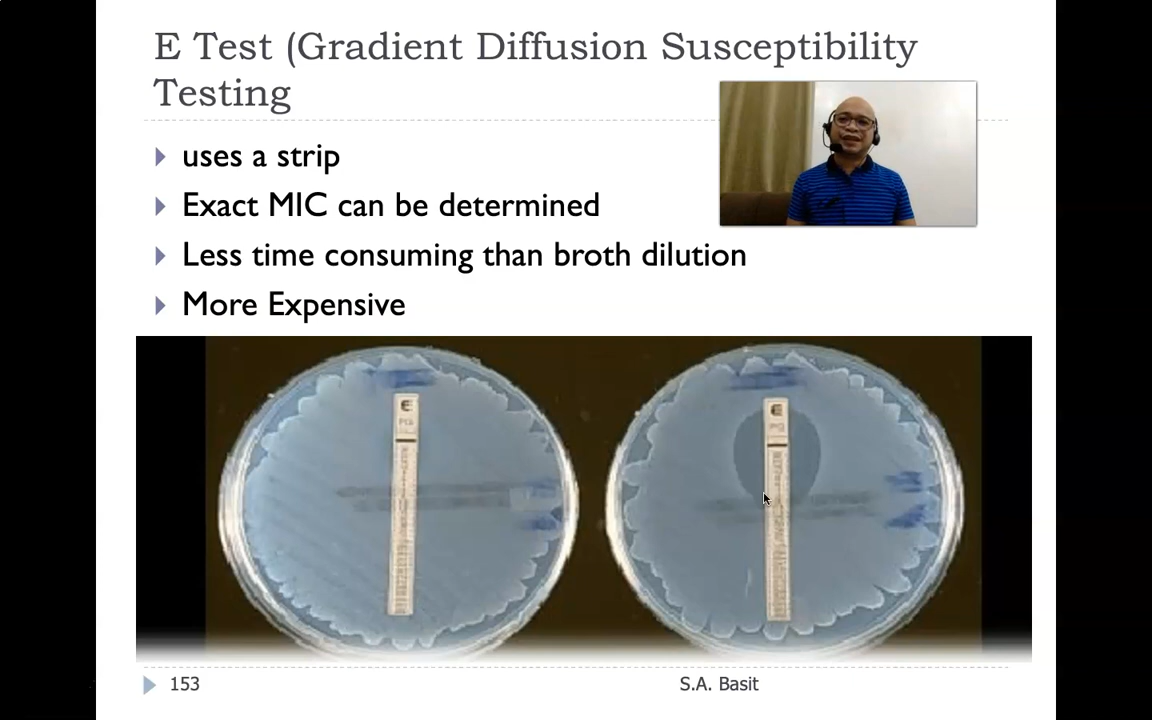 E Test (Gradient Diffusion Susceptibility
Testing
uses a strip
Exact MIC can be determined
Less time consuming than broth dilution
More Expensive
E
E
153
S.A. Basit